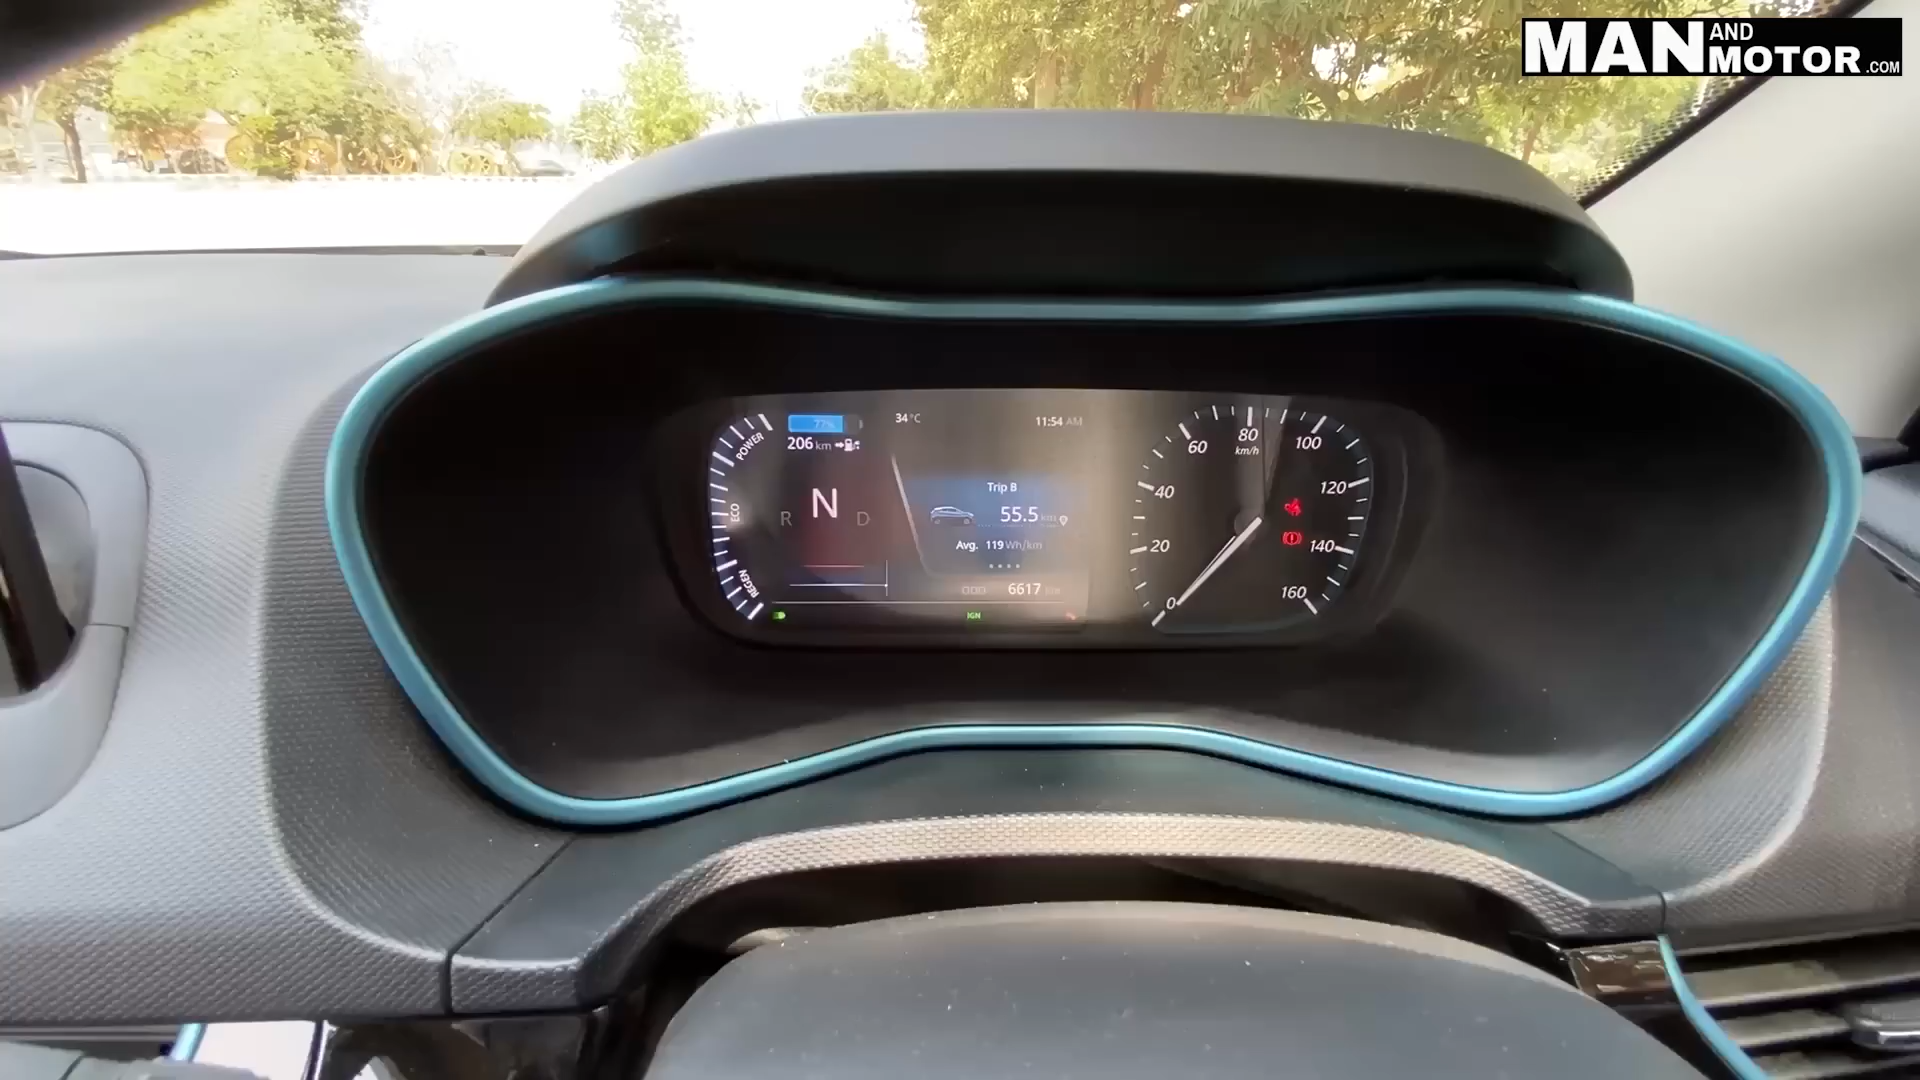 MAN AND MOTOR.COM
77%
34°C
11:54 AM
206 km
POWER
ECO
REGEN
R N D
Trip B
55.5 km
Avg. 119 Wh/km
ODO 6617 km
IGN
0
20
40
60
80
km/h
100
120
140
160